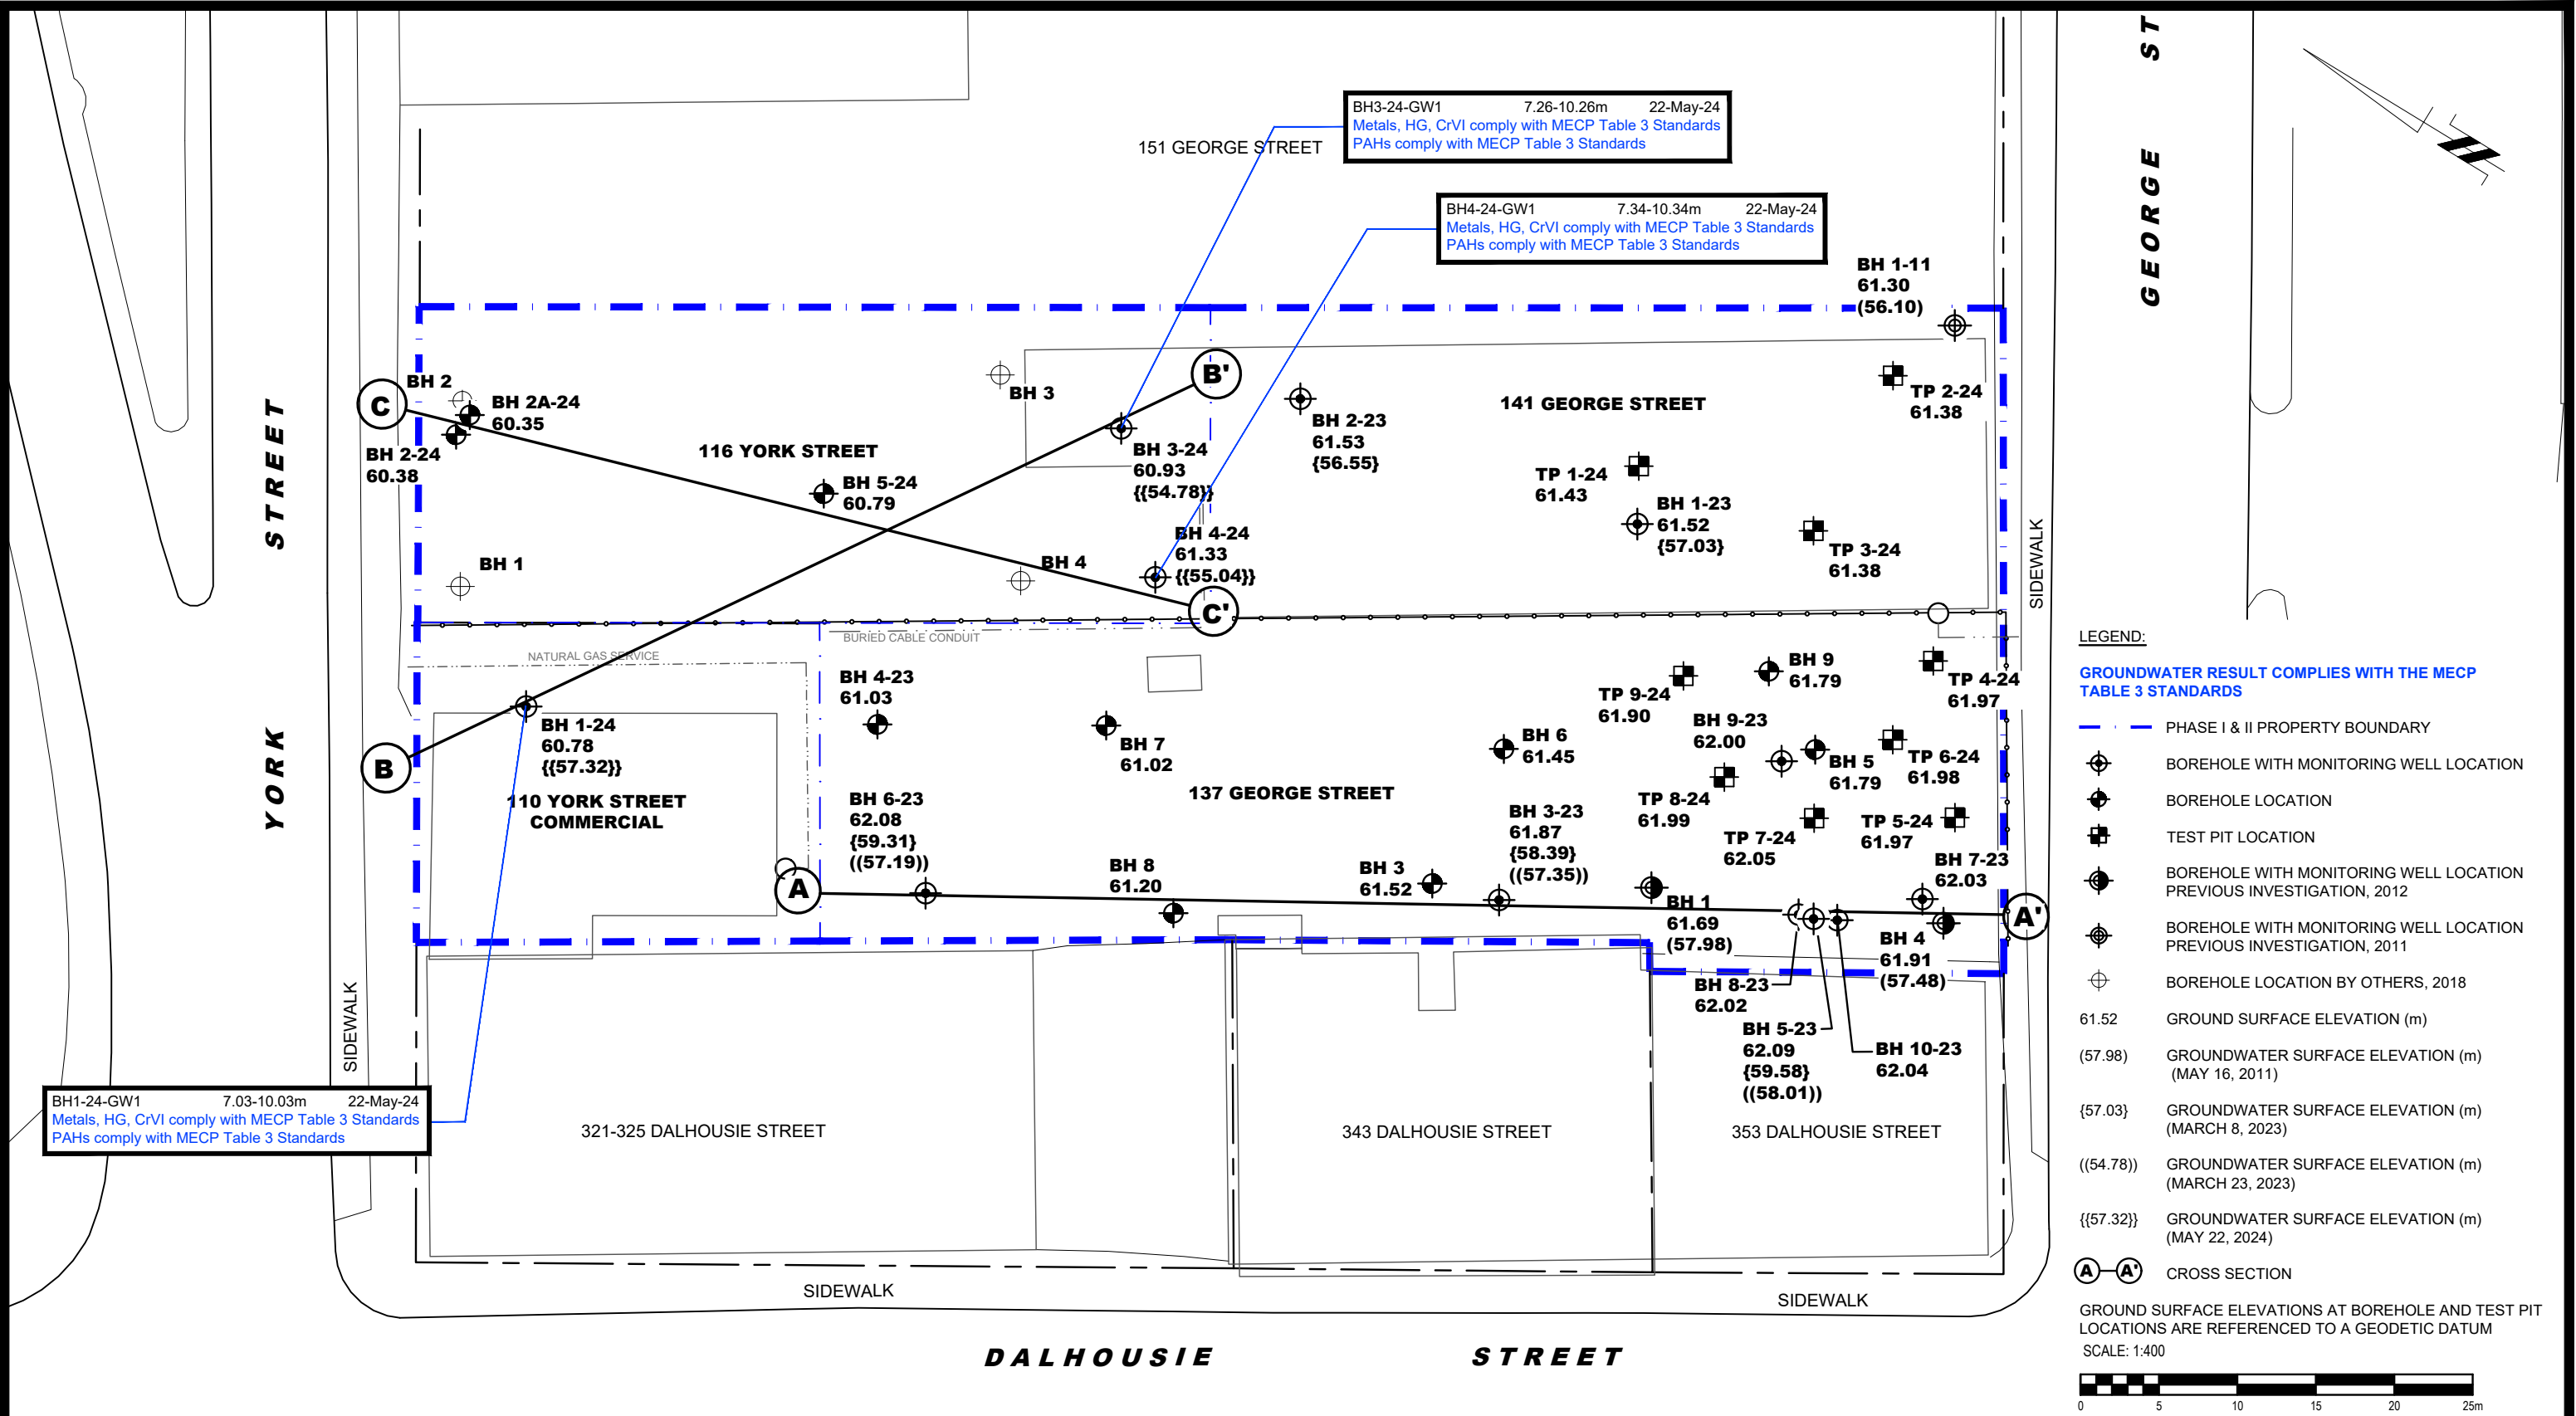 BH3-24-GW1 7.26-10.26m 22-May-24
Metals, HG, CrVI comply with MECP Table 3 Standards
PAHs comply with MECP Table 3 Standards
151 GEORGE STREET
BH4-24-GW1 7.34-10.34m 22-May-24
Metals, HG, CrVI comply with MECP Table 3 Standards
PAHs comply with MECP Table 3 Standards
GEORGE ST
BH 1-11
61.30
(56.10)
B'
C
BH 2
BH 2A-24
60.35
BH 2-24
60.38
BH 3
116 YORK STREET
BH 5-24
60.79
BH 3-24
60.93
{{54.78}}
BH 2-23
61.53
{56.55}
141 GEORGE STREET
TP 2-24
61.38
TP 1-24
61.43
BH 1-23
61.52
{57.03}
TP 3-24
61.38
BH 4-24
61.33
{{55.04}}
BH 1
BH 4
C'
SIDEWALK
YORK STREET
BURIED CABLE CONDUIT
NATURAL GAS SERVICE
BH 4-23
61.03
BH 7
61.02
BH 9
61.79
TP 4-24
61.97
TP 9-24
61.90
BH 9-23
62.00
BH 6
61.45
BH 5
61.79
TP 6-24
61.98
B
BH 1-24
60.78
{{57.32}}
110 YORK STREET
COMMERCIAL
137 GEORGE STREET
BH 6-23
62.08
{59.31}
((57.19))
BH 3-23
61.87
{58.39}
((57.35))
TP 8-24
61.99
TP 7-24
62.05
TP 5-24
61.97
BH 7-23
62.03
A
BH 8
61.20
BH 3
61.52
BH 1
61.69
(57.98)
A'
BH 4
61.91
(57.48)
BH 8-23
62.02
BH 5-23
62.09
{59.58}
((58.01))
BH 10-23
62.04
SIDEWALK
BH1-24-GW1 7.03-10.03m 22-May-24
Metals, HG, CrVI comply with MECP Table 3 Standards
PAHs comply with MECP Table 3 Standards
321-325 DALHOUSIE STREET
343 DALHOUSIE STREET
353 DALHOUSIE STREET
SIDEWALK
SIDEWALK
DALHOUSIE STREET
LEGEND:
GROUNDWATER RESULT COMPLIES WITH THE MECP
TABLE 3 STANDARDS
PHASE I & II PROPERTY BOUNDARY
BOREHOLE WITH MONITORING WELL LOCATION
BOREHOLE LOCATION
TEST PIT LOCATION
BOREHOLE WITH MONITORING WELL LOCATION
PREVIOUS INVESTIGATION, 2012
BOREHOLE WITH MONITORING WELL LOCATION
PREVIOUS INVESTIGATION, 2011
BOREHOLE LOCATION BY OTHERS, 2018
61.52 GROUND SURFACE ELEVATION (m)
(57.98) GROUNDWATER SURFACE ELEVATION (m)
(MAY 16, 2011)
{57.03} GROUNDWATER SURFACE ELEVATION (m)
(MARCH 8, 2023)
((54.78)) GROUNDWATER SURFACE ELEVATION (m)
(MARCH 23, 2023)
{{57.32}} GROUNDWATER SURFACE ELEVATION (m)
(MAY 22, 2024)
A A' CROSS SECTION
GROUND SURFACE ELEVATIONS AT BOREHOLE AND TEST PIT
LOCATIONS ARE REFERENCED TO A GEODETIC DATUM
SCALE: 1:400
0 5 10 15 20 25m